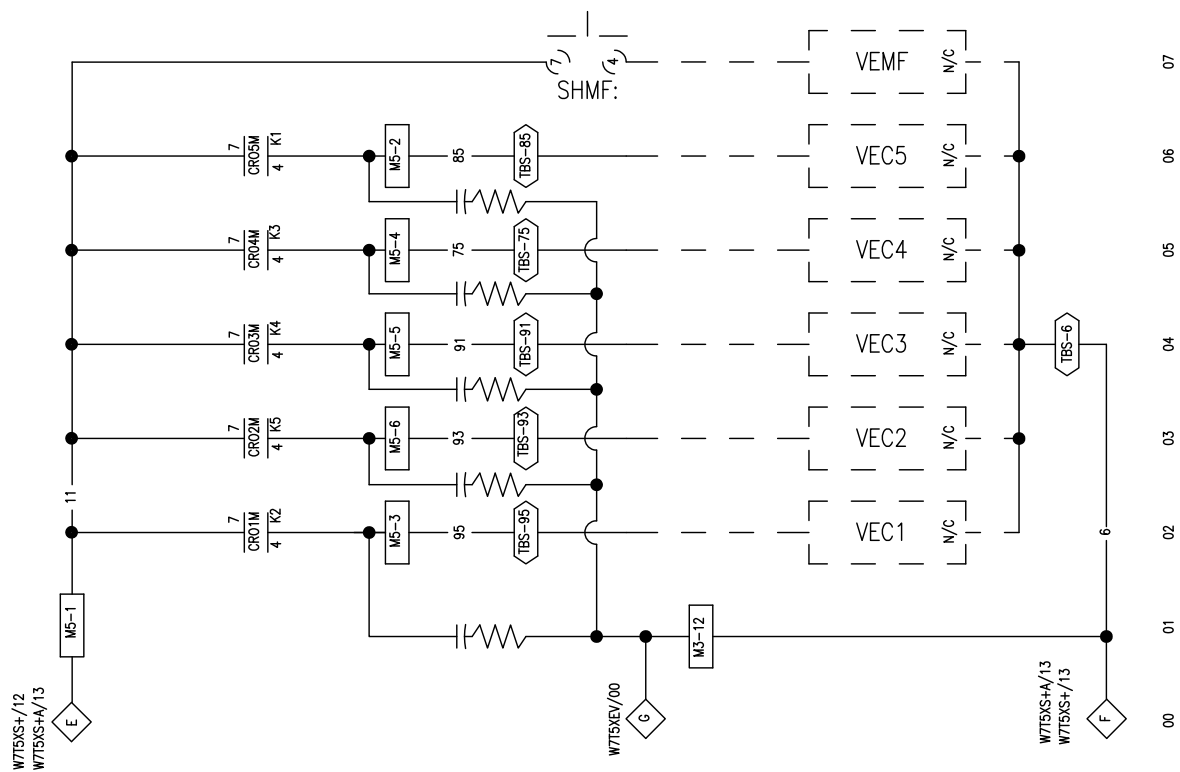 W7T5XS+/12
W7T5XS+A/13
E
M5-1
11
7
CR01M
K2
4
M5-3
95
TBS-95
VEC1
N/C
7
CR02M
K5
4
M5-6
93
TBS-93
VEC2
N/C
7
CR03M
K4
4
M5-5
91
TBS-91
VEC3
N/C
7
CR04M
K3
4
M5-4
75
TBS-75
VEC4
N/C
7
CR05M
K1
4
M5-2
85
TBS-85
VEC5
N/C
7
4
SHMF:
VEMF
N/C
TBS-6
6
W7T5XEV/00
G
M3-12
W7T5XS+A/13
W7T5XS+/13
F
00
01
02
03
04
05
06
07